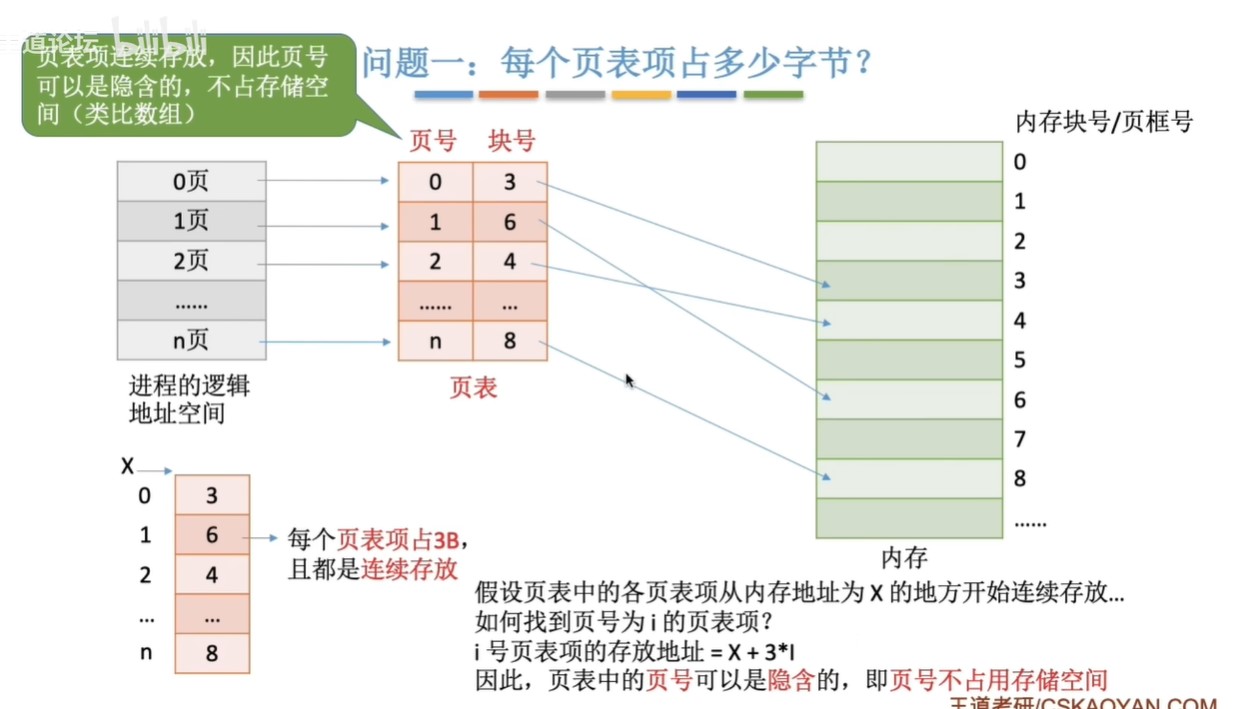 道论坛 bilibili
页表项连续存放，因此页号
可以是隐含的，不占存储空
间（类比数组）
问题一：每个页表项占多少字节？
内存块号/页框号
页号 块号
0页
1页
2页
……
n页
0 3
1 6
2 4
…… …
n 8
0
1
2
3
4
5
6
7
8
……
进程的逻辑
地址空间
页表
内存
X
0 3
1 6
2 4
… …
n 8
每个页表项占3B，
且都是连续存放
假设页表中的各页表项从内存地址为 X 的地方开始连续存放…
如何找到页号为 i 的页表项？
i 号页表项的存放地址 = X + 3*I
因此，页表中的页号可以是隐含的，即页号不占用存储空间
王道考研/CSKAOYAN.COM